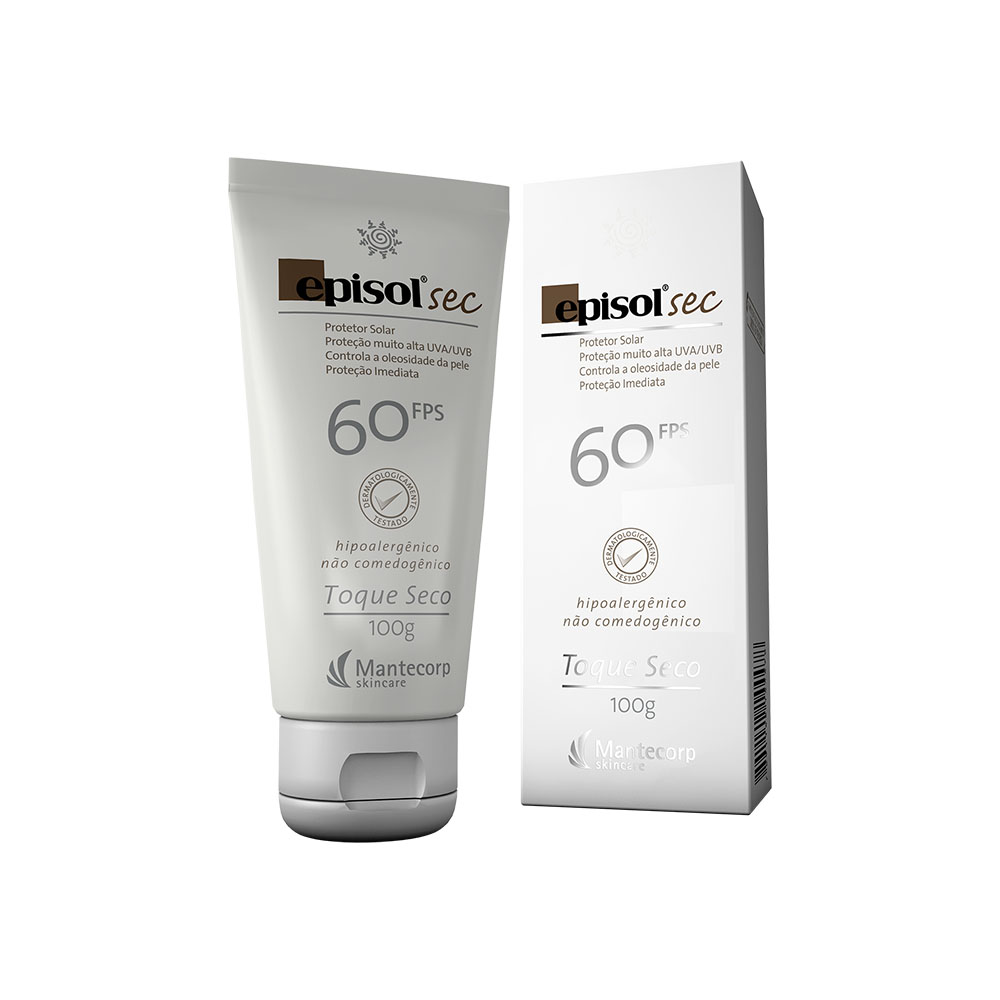 episol® sec
Protetor Solar
Proteção muito alta UVA/UVB
Controla a oleosidade da pele
Proteção Imediata
60 FPS
DERMATOLOGICAMENTE
TESTADO
hipoalergênico
não comedogênico
Toque Seco
100g
Mantecorp
skincare
episol® sec
Protetor Solar
Proteção muito alta UVA/UVB
Controla a oleosidade da pele
Proteção Imediata
60 FPS
DERMATOLOGICAMENTE
TESTADO
hipoalergênico
não comedogênico
Toque Seco
100g
Mantecorp
skincare